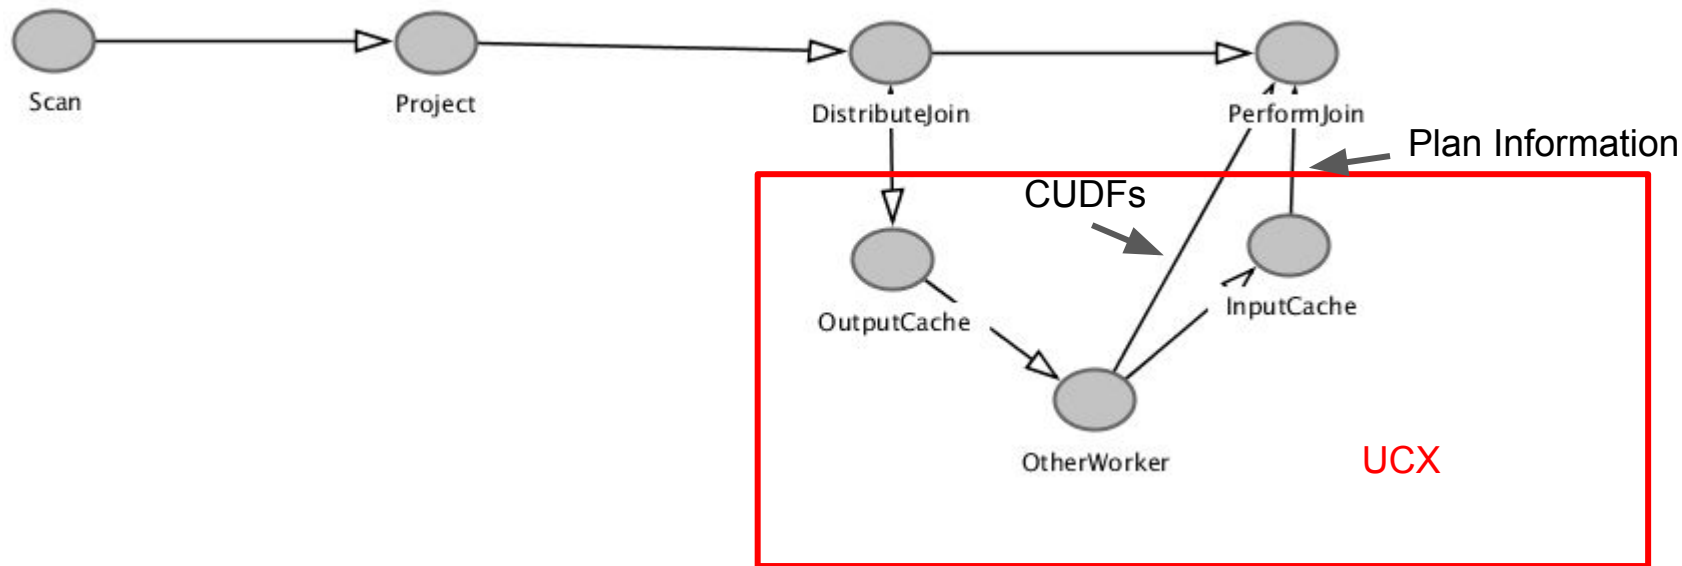 Scan
Project
DistributeJoin
PerformJoin
Plan Information
CUDFs
OutputCache
InputCache
OtherWorker
UCX